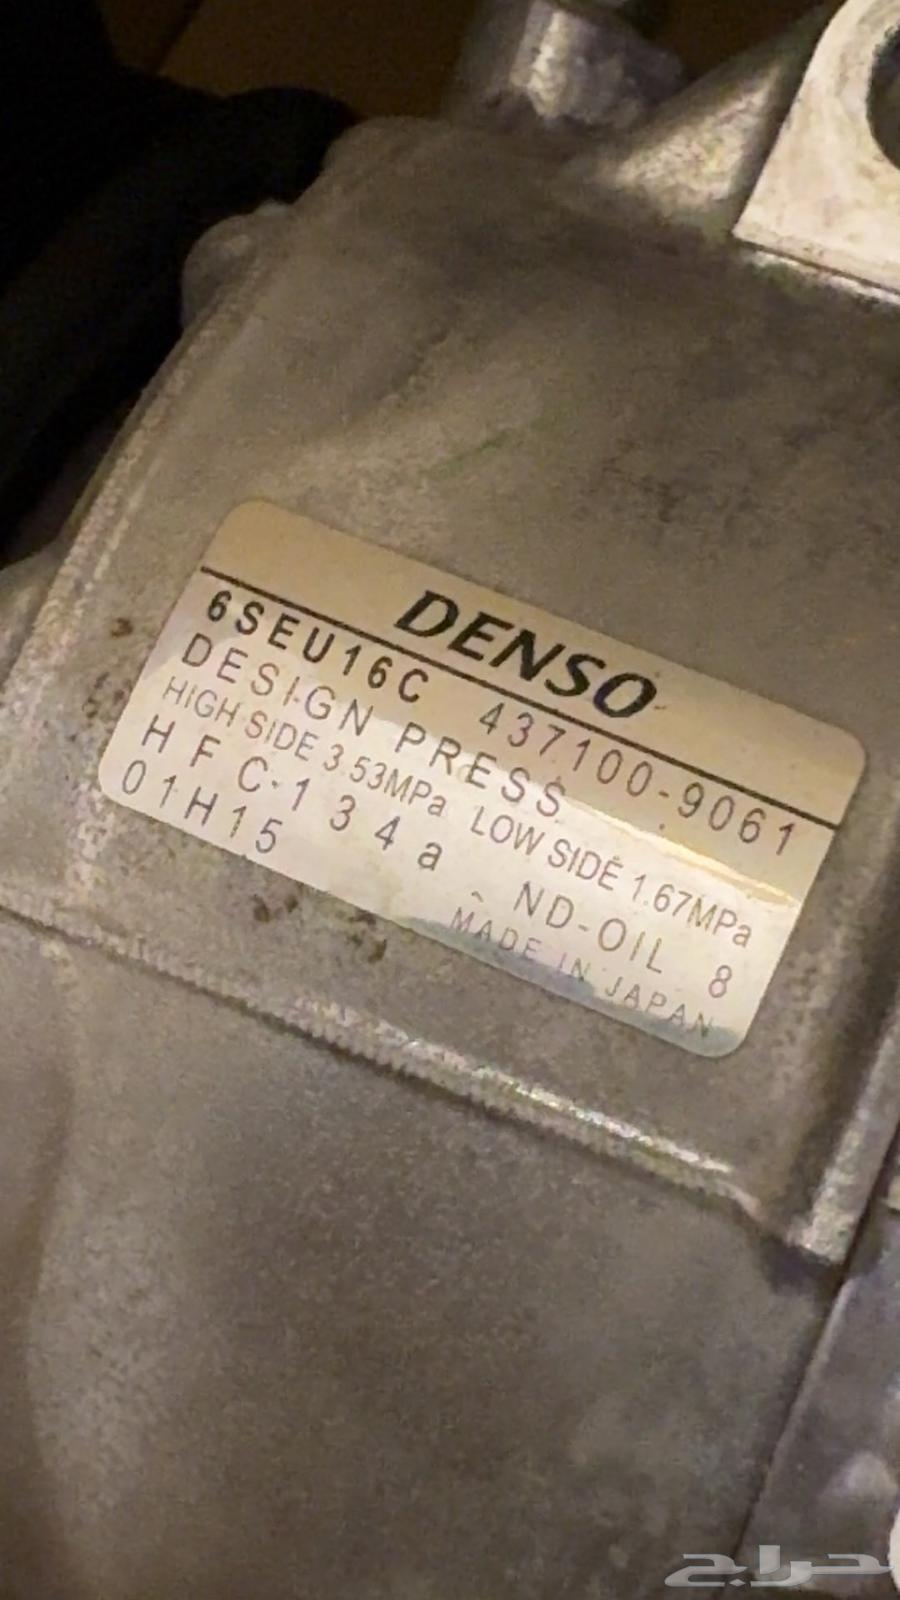 DENSO
6SEU16C 437100-9061
DESIGN PRESS
HIGH SIDE 3.53MPa LOW SIDE 1.67MPa
HFC-134a ND-OIL 8
01H15 MADE IN JAPAN
حراج